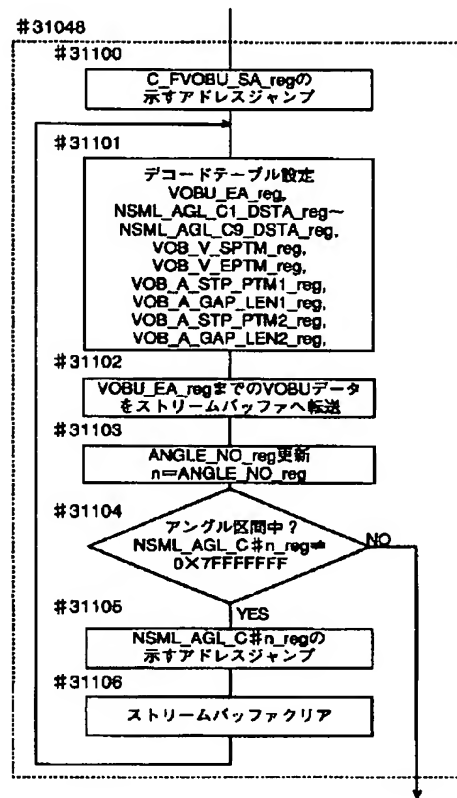 #31048
#31100
C_FVOBU_SA_regの
示すアドレスジャンプ
#31101
デコードテーブル設定
VOBU_EA_reg,
NSML_AGL_C1_DSTA_reg~
NSML_AGL_C9_DSTA_reg,
VOB_V_SPTM_reg,
VOB_V_EPTM_reg,
VOB_A_STP_PTM1_reg,
VOB_A_GAP_LEN1_reg,
VOB_A_STP_PTM2_reg,
VOB_A_GAP_LEN2_reg,
#31102
VOBU_EA_regまでのVOBUデータ
をストリームバッファへ転送
#31103
ANGLE_NO_reg更新
n=ANGLE_NO_reg
#31104
アングル区間中?
NSML_AGL_C#n_reg≠
0×7FFFFFFF
NO
YES
#31105
NSML_AGL_C#n_regの
示すアドレスジャンプ
#31106
ストリームバッファクリア